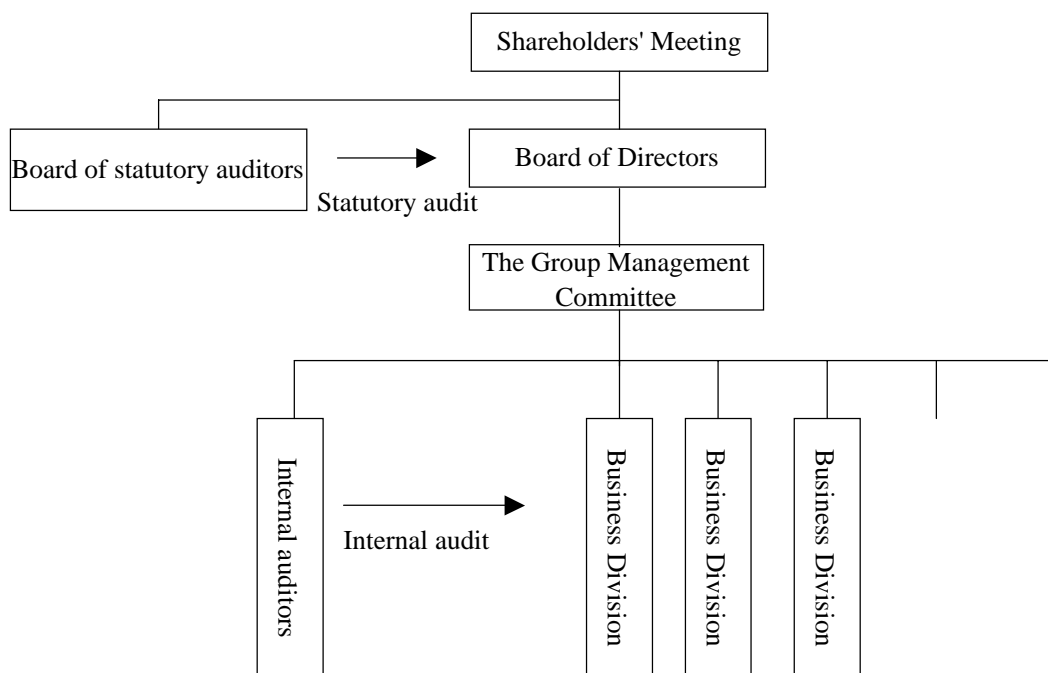 Shareholders' Meeting
Board of statutory auditors
Board of Directors
Statutory audit
The Group Management
Committee
Internal auditors
Internal audit
Business Division
Business Division
Business Division